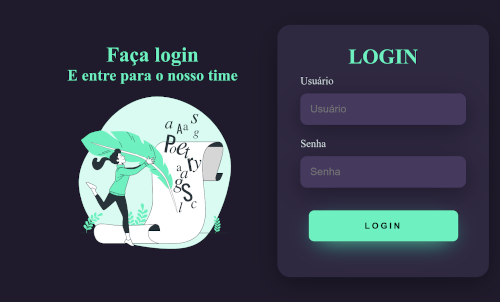 Faça login
E entre para o nosso time
a A a S g
Poetry
a a
g S c
l
LOGIN
Usuário
Usuário
Senha
Senha
LOGIN